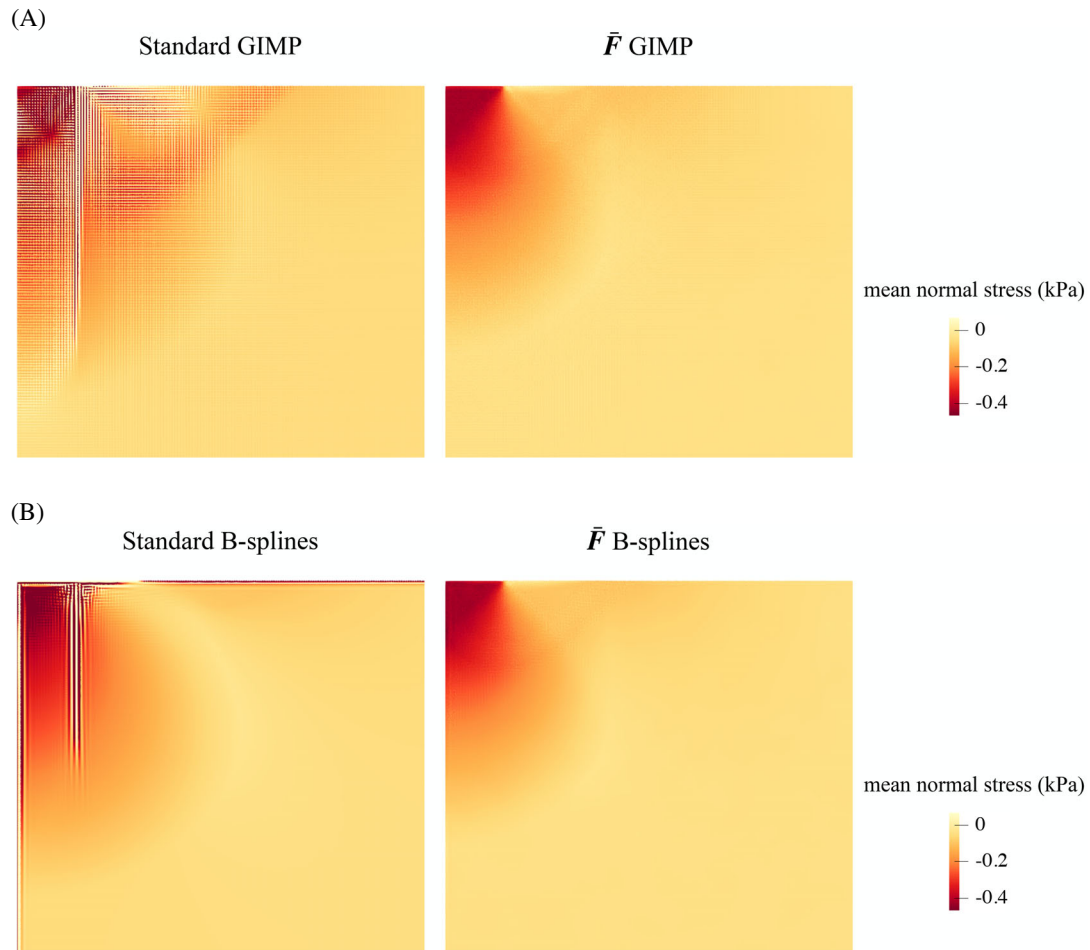 (A)
Standard GIMP
F̄ GIMP
mean normal stress (kPa)
0
-0.2
-0.4
(B)
Standard B-splines
F̄ B-splines
mean normal stress (kPa)
0
-0.2
-0.4